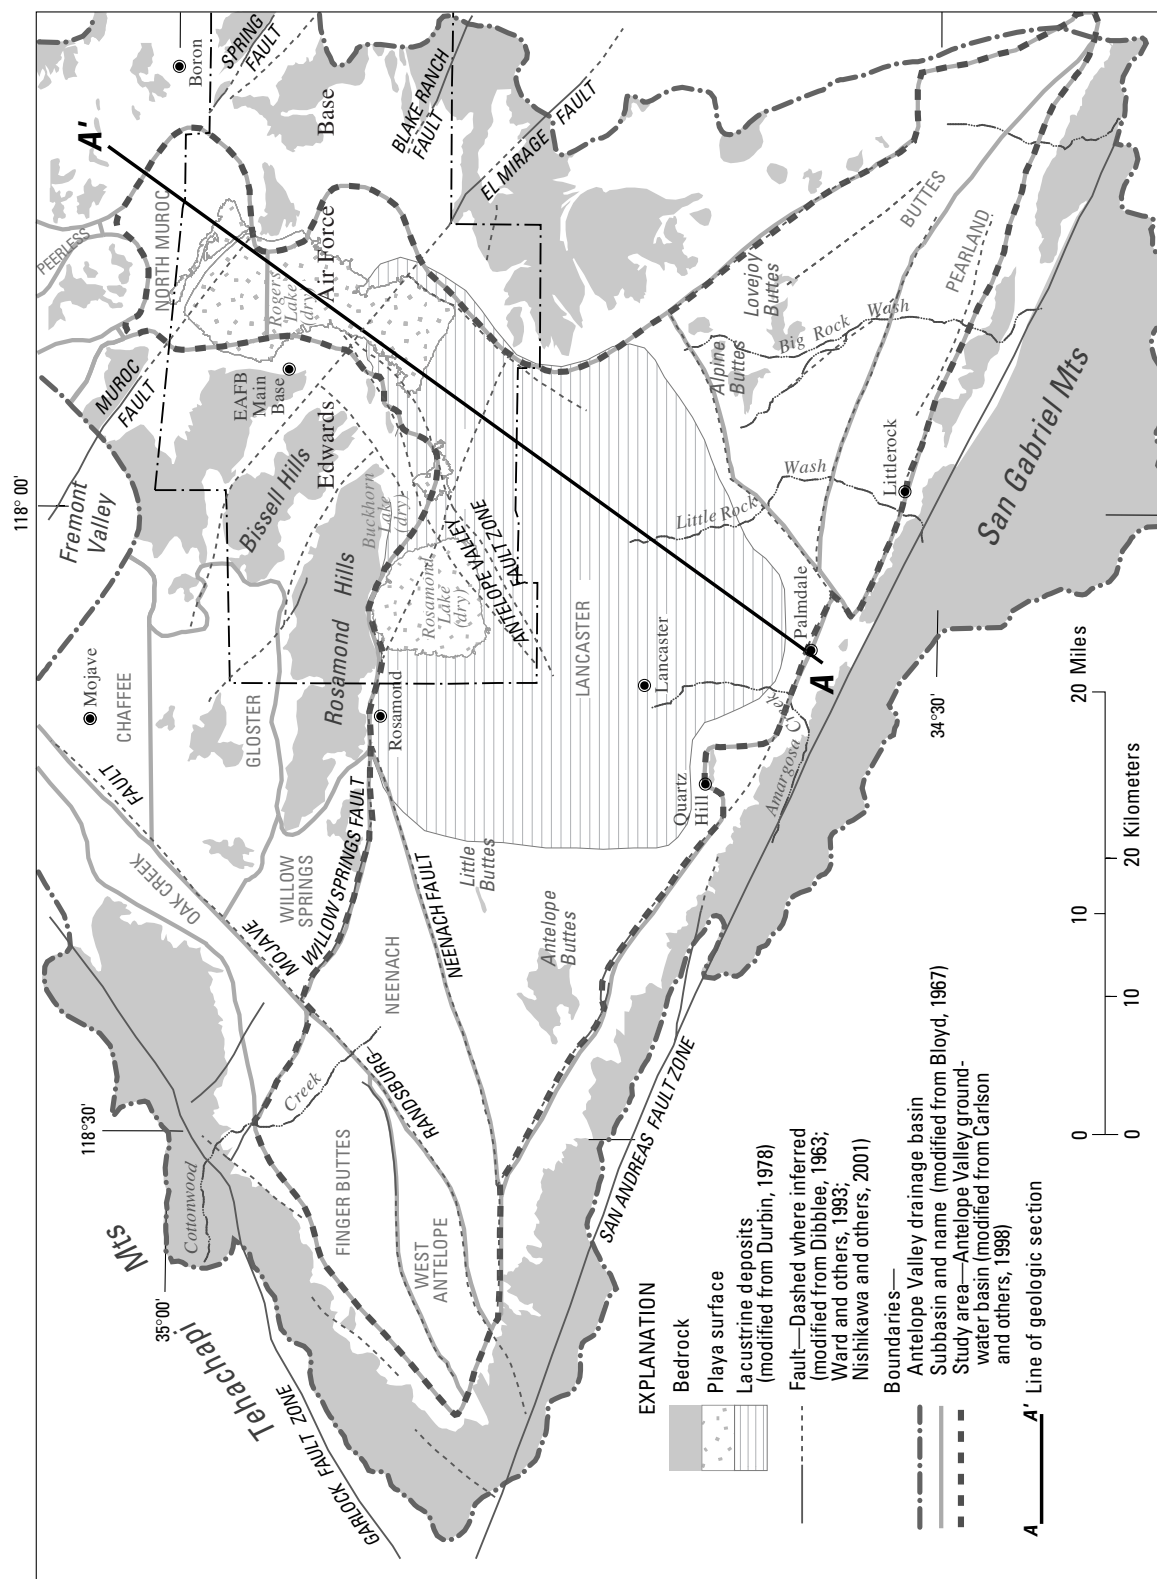 118° 00'
118°30'
35°00'
34°30'
Tehachapi
Mts
GARLOCK FAULT ZONE
Cottonwood
Creek
FINGER BUTTES
WEST
ANTELOPE
RANDSBURG
MOJAVE
FAULT
OAK CREEK
WILLOW
SPRINGS
WILLOW SPRINGS FAULT
NEENACH
NEENACH FAULT
Little
Buttes
Antelope
Buttes
SAN ANDREAS FAULT ZONE
Mojave
CHAFFEE
GLOSTER
Rosamond Hills
Rosamond
Fremont
Valley
Bissell Hills
MUROC
FAULT
EAFB
Main
Base
Edwards
Air Force
Base
Buckhorn
Lake
(dry)
Rosamond
Lake
(dry)
Rogers
Lake
(dry)
ANTELOPE VALLEY
FAULT ZONE
NORTH MUROC
PEERLESS
A'
Boron
SPRING
FAULT
BLAKE RANCH
FAULT
EL MIRAGE FAULT
LANCASTER
Lancaster
Quartz
Hill
Amargosa Creek
Palmdale
A
Little Rock
Wash
Littlerock
Alpine
Buttes
Lovejoy
Buttes
Big Rock
Wash
BUTTES
PEARLAND
San Gabriel Mts
EXPLANATION
Bedrock
Playa surface
Lacustrine deposits
(modified from Durbin, 1978)
Fault—Dashed where inferred
(modified from Dibblee, 1963;
Ward and others, 1993;
Nishikawa and others, 2001)
Boundaries—
Antelope Valley drainage basin
Subbasin and name (modified from Bloyd, 1967)
Study area—Antelope Valley ground-
water basin (modified from Carlson
and others, 1998)
A A' Line of geologic section
0 10 20 Miles
0 10 20 Kilometers